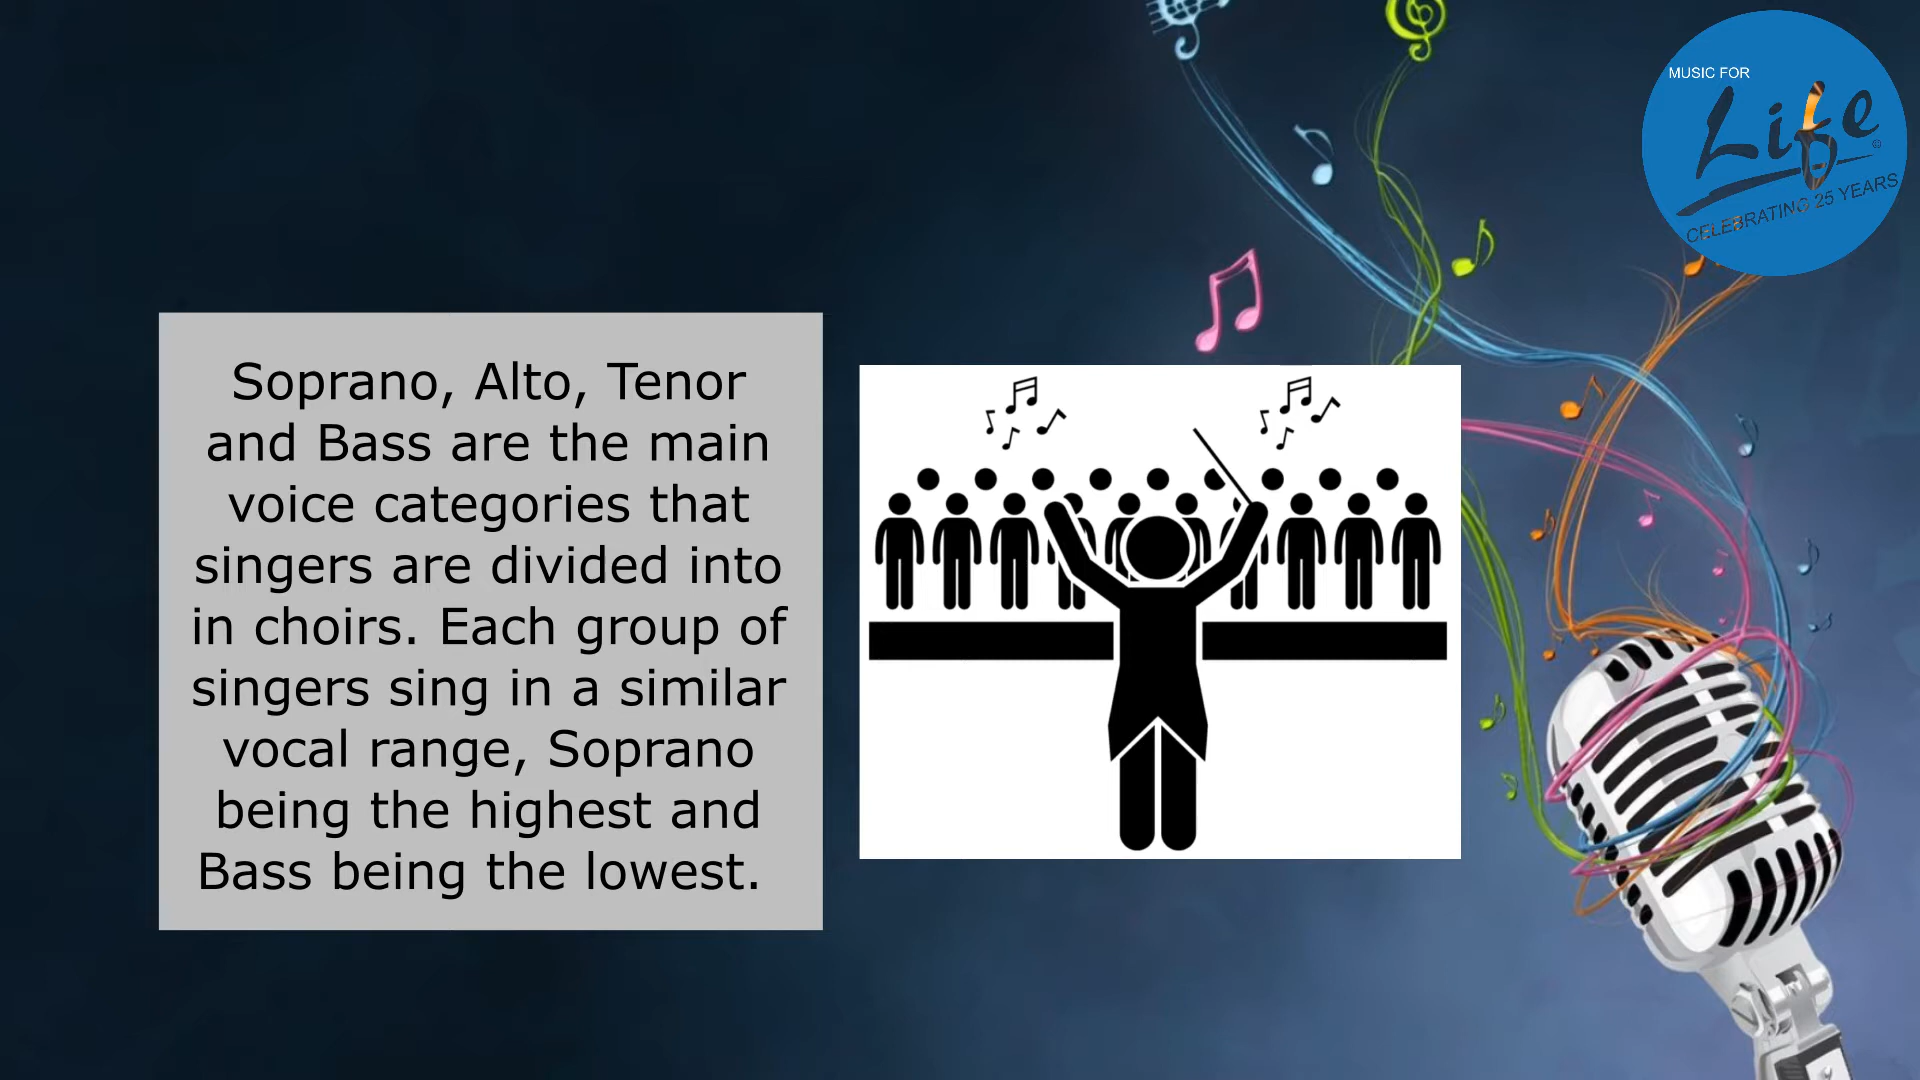 MUSIC FOR
Life
CELEBRATING 25 YEARS
Soprano, Alto, Tenor
and Bass are the main
voice categories that
singers are divided into
in choirs. Each group of
singers sing in a similar
vocal range, Soprano
being the highest and
Bass being the lowest.